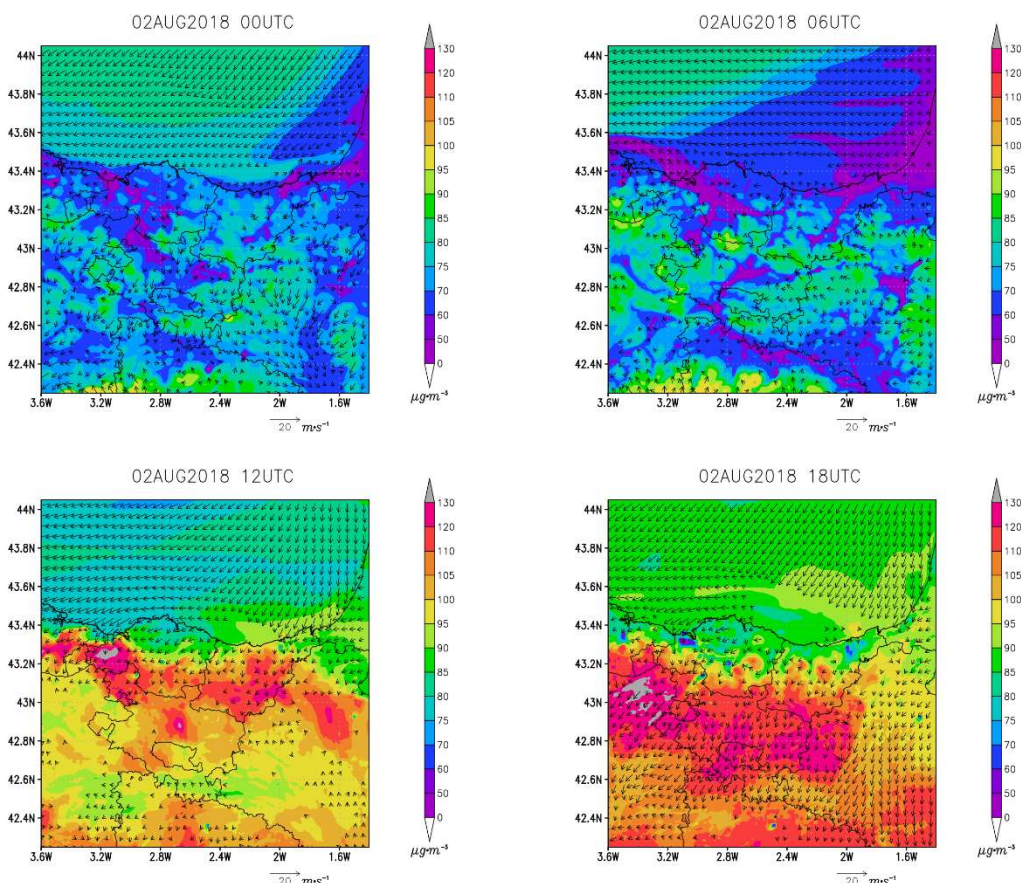 02AUG2018 00UTC
44N
43.8N
43.6N
43.4N
43.2N
43N
42.8N
42.6N
42.4N
3.6W 3.2W 2.8W 2.4W 2W 1.6W
130
120
110
105
100
95
90
85
80
70
60
50
0
μg·m⁻³
20 m·s⁻¹
02AUG2018 06UTC
44N
43.8N
43.6N
43.4N
43.2N
43N
42.8N
42.6N
42.4N
3.6W 3.2W 2.8W 2.4W 2W 1.6W
130
120
110
105
100
95
90
85
80
70
60
50
0
μg·m⁻³
20 m·s⁻¹
02AUG2018 12UTC
44N
43.8N
43.6N
43.4N
43.2N
43N
42.8N
42.6N
42.4N
3.6W 3.2W 2.8W 2.4W 2W 1.6W
130
120
110
105
100
95
90
85
80
70
60
50
0
μg·m⁻³
20 m·s⁻¹
02AUG2018 18UTC
44N
43.8N
43.6N
43.4N
43.2N
43N
42.8N
42.6N
42.4N
3.6W 3.2W 2.8W 2.4W 2W 1.6W
130
120
110
105
100
95
90
85
80
70
60
50
0
μg·m⁻³
20 m·s⁻¹